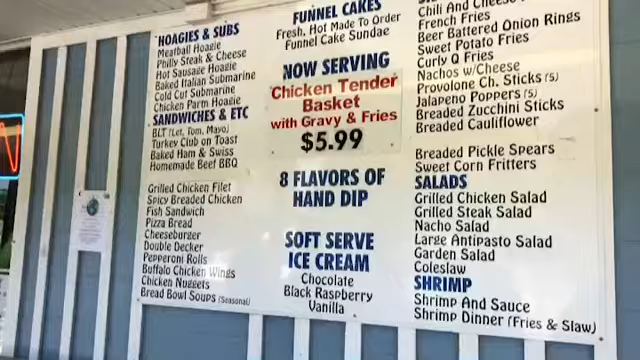 HOAGIES & SUBS
Meatball Hoagie
Philly Steak & Cheese
Hot Sausage Hoagie
Baked Italian Submarine
Cold Cut Submarine
Chicken Parm Hoagie
SANDWICHES & ETC
BLT (Let, Tom, Mayo)
Turkey Club on Toast
Baked Ham & Swiss
Homemade Beef BBQ
Grilled Chicken Filet
Spicy Breaded Chicken
Fish Sandwich
Pizza Bread
Cheeseburger
Double Decker
Pepperoni Rolls
Buffalo Chicken Wings
Chicken Nuggets
Bread Bowl Soups (Seasonal)
FUNNEL CAKES
Fresh, Hot Made To Order
Funnel Cake Sundae
NOW SERVING
Chicken Tender
Basket
with Gravy & Fries
$5.99
8 FLAVORS OF
HAND DIP
SOFT SERVE
ICE CREAM
Chocolate
Black Raspberry
Vanilla
Chili And Cheese
French Fries
Beer Battered Onion Rings
Sweet Potato Fries
Curly Q Fries
Nachos w/Cheese
Provolone Ch. Sticks (5)
Jalapeno Poppers (5)
Breaded Zucchini Sticks
Breaded Cauliflower
Breaded Pickle Spears
Sweet Corn Fritters
SALADS
Grilled Chicken Salad
Grilled Steak Salad
Nacho Salad
Large Antipasto Salad
Garden Salad
Coleslaw
SHRIMP
Shrimp And Sauce
Shrimp Dinner (Fries & Slaw)